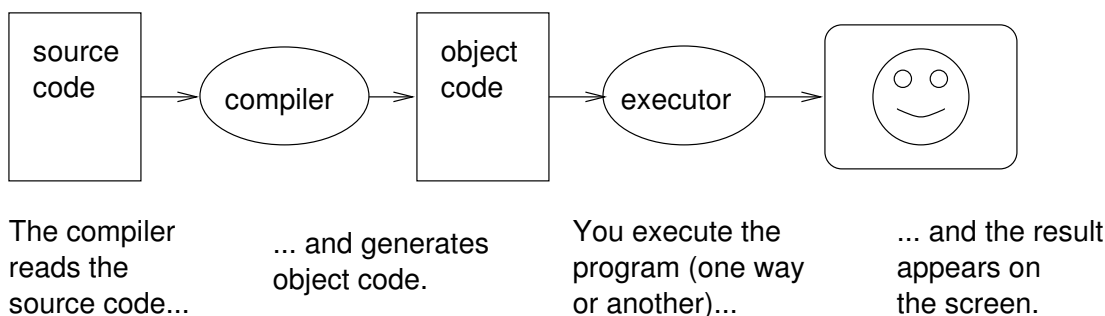 source
code
compiler
object
code
executor
The compiler
reads the
source code...
... and generates
object code.
You execute the
program (one way
or another)...
... and the result
appears on
the screen.